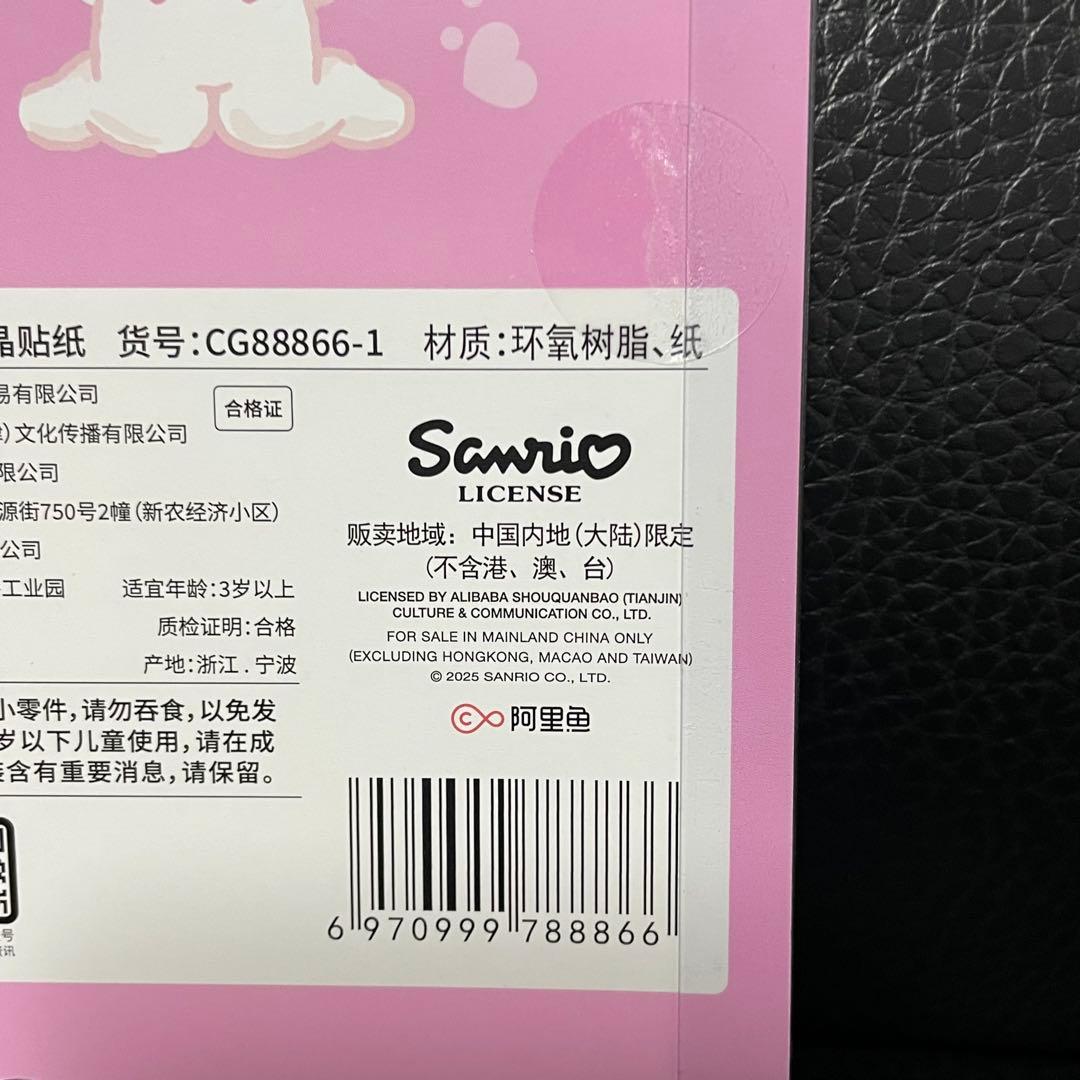 晶贴纸 货号:CG88866-1 材质:环氧树脂、纸
易有限公司
合格证
)文化传播有限公司
限公司
源街750号2幢(新农经济小区)
公司
工业园 适宜年龄:3岁以上
质检证明:合格
产地:浙江.宁波
小零件,请勿吞食,以免发
岁以下儿童使用,请在成
含有重要消息,请保留。
号
讯
Sanrio
LICENSE
贩卖地域：中国内地(大陆)限定
(不含港、澳、台)
LICENSED BY ALIBABA SHOUQUANBAO (TIANJIN)
CULTURE & COMMUNICATION CO., LTD.
FOR SALE IN MAINLAND CHINA ONLY
(EXCLUDING HONGKONG, MACAO AND TAIWAN)
© 2025 SANRIO CO., LTD.
阿里鱼
6 970999 788866